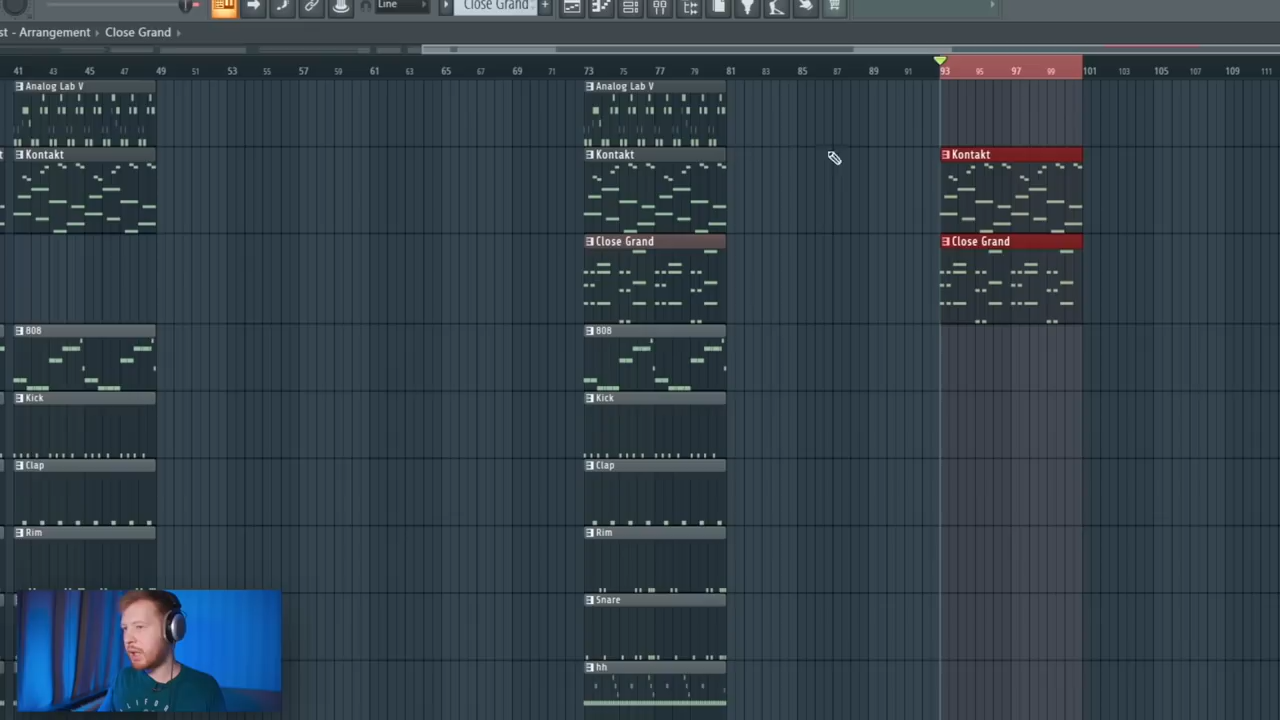 Line
Close Grand
st - Arrangement › Close Grand ›
41 43 45 47 49 51 53 55 57 59 61 63 65 67 69 71 73 75 77 79 81 83 85 87 89 91 93 95 97 99 101 103 105 107 109 111
Analog Lab V Analog Lab V
t Kontakt Kontakt Kontakt
Close Grand Close Grand
808 808
Kick Kick
Clap Clap
Rim Rim
Snare
hh